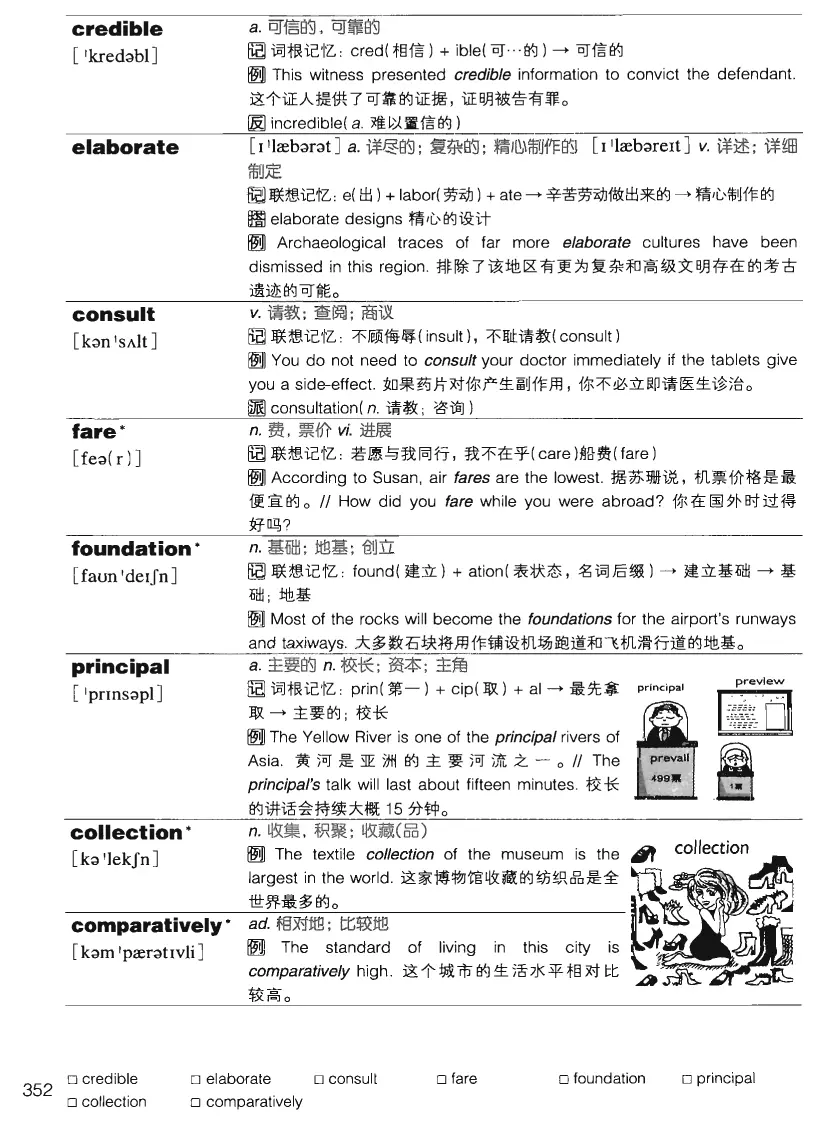 credible
[ ˈkredəbl ]
a. 可信的，可靠的
记 词根记忆：cred( 相信 ) + ible( 可…的 ) → 可信的
例 This witness presented credible information to convict the defendant.
这个证人提供了可靠的证据，证明被告有罪。
反 incredible( a. 难以置信的 )
elaborate
[ ɪˈlæbərət ] a. 详尽的；复杂的；精心制作的 [ ɪˈlæbəreɪt ] v. 详述；详细
制定
记 联想记忆：e( 出 ) + labor( 劳动 ) + ate → 辛苦劳动做出来的 → 精心制作的
搭 elaborate designs 精心的设计
例 Archaeological traces of far more elaborate cultures have been
dismissed in this region. 排除了该地区有更为复杂和高级文明存在的考古
遗迹的可能。
consult
[ kənˈsʌlt ]
v. 请教；查阅；商议
记 联想记忆：不顾侮辱( insult )，不耻请教( consult )
例 You do not need to consult your doctor immediately if the tablets give
you a side-effect. 如果药片对你产生副作用，你不必立即请医生诊治。
派 consultation( n. 请教；咨询 )
fare*
[ feə( r ) ]
n. 费，票价 vi. 进展
记 联想记忆：若愿与我同行，我不在乎( care )船费( fare )
例 According to Susan, air fares are the lowest. 据苏珊说，机票价格是最
便宜的。// How did you fare while you were abroad? 你在国外时过得
好吗?
foundation*
[ faʊnˈdeɪʃn ]
n. 基础；地基；创立
记 联想记忆：found( 建立 ) + ation( 表状态，名词后缀 ) → 建立基础 → 基
础；地基
例 Most of the rocks will become the foundations for the airport's runways
and taxiways. 大多数石块将用作铺设机场跑道和飞机滑行道的地基。
principal
[ ˈprɪnsəpl ]
a. 主要的 n. 校长；资本；主角
记 词根记忆：prin( 第一 ) + cip( 取 ) + al → 最先拿
取 → 主要的；校长
例 The Yellow River is one of the principal rivers of
Asia. 黄河是亚洲的主要河流之一。// The
principal's talk will last about fifteen minutes. 校长
的讲话会持续大概 15 分钟。
principal
preview
prevail
499票
1票
collection*
[ kəˈlekʃn ]
n. 收集，积聚；收藏(品)
例 The textile collection of the museum is the
largest in the world. 这家博物馆收藏的纺织品是全
世界最多的。
collection
comparatively*
[ kəmˈpærətɪvli ]
ad. 相对地；比较地
例 The standard of living in this city is
comparatively high. 这个城市的生活水平相对比
较高。
352
□ credible □ elaborate □ consult □ fare □ foundation □ principal
□ collection □ comparatively